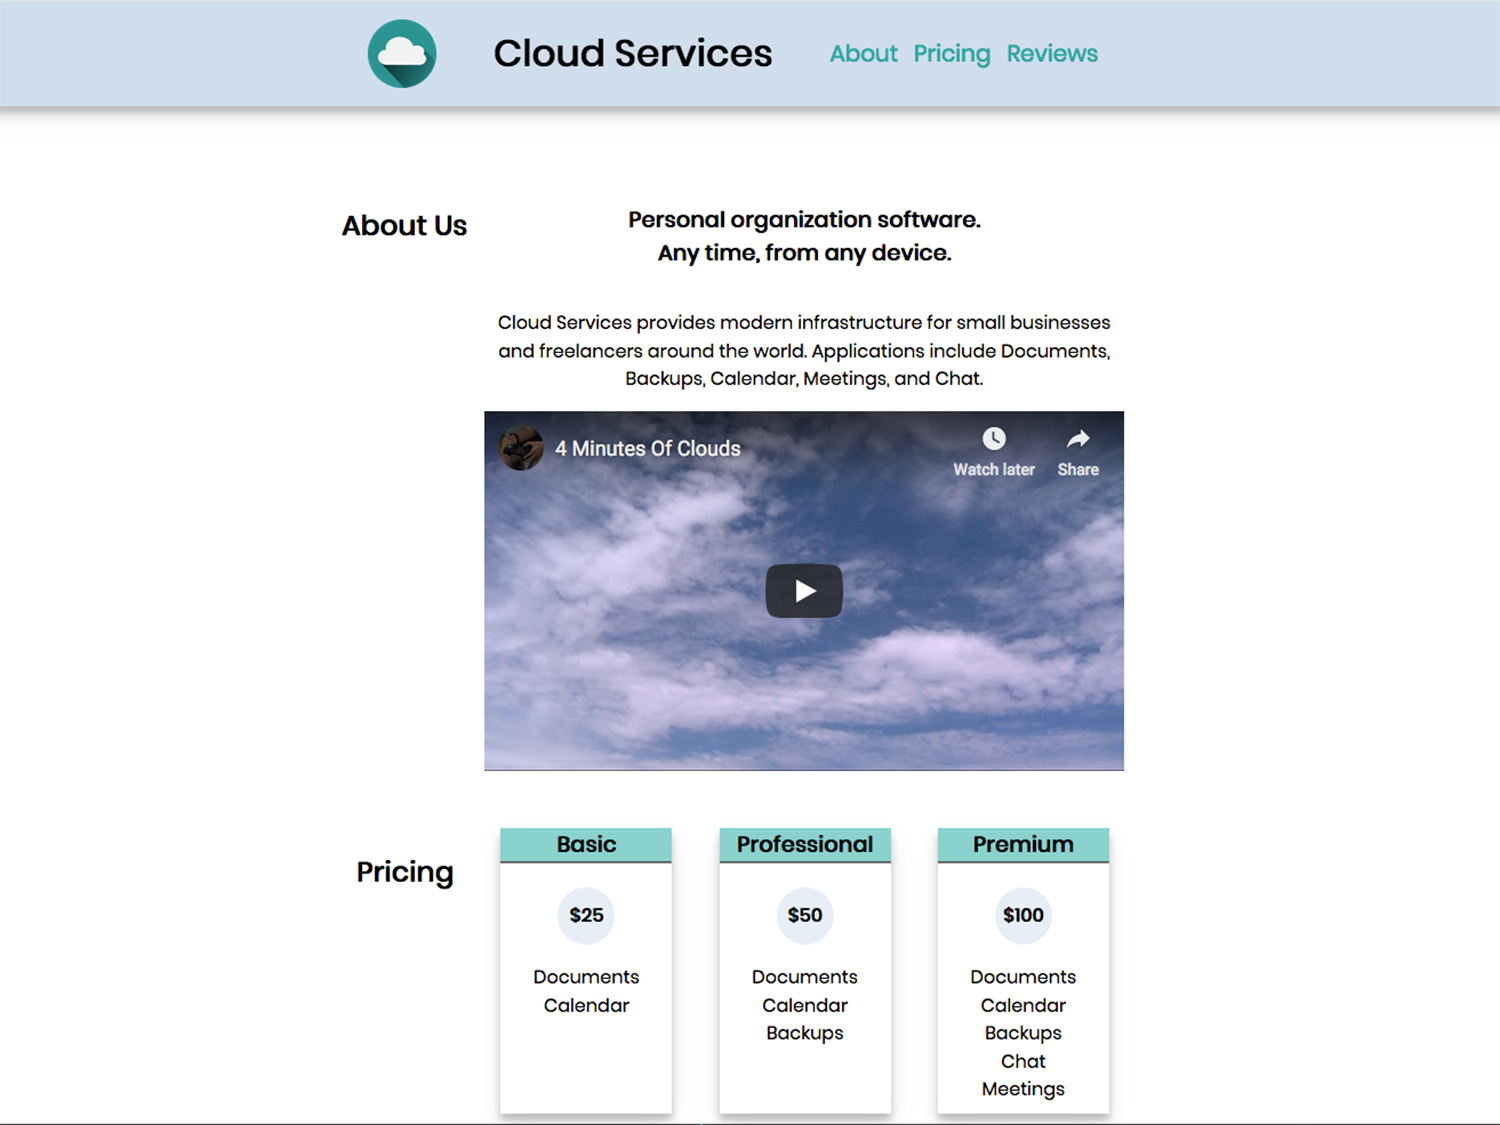 Cloud Services
About Pricing Reviews
About Us
Personal organization software.
Any time, from any device.
Cloud Services provides modern infrastructure for small businesses
and freelancers around the world. Applications include Documents,
Backups, Calendar, Meetings, and Chat.
4 Minutes Of Clouds
Watch later
Share
Pricing
Basic
$25
Documents
Calendar
Professional
$50
Documents
Calendar
Backups
Premium
$100
Documents
Calendar
Backups
Chat
Meetings